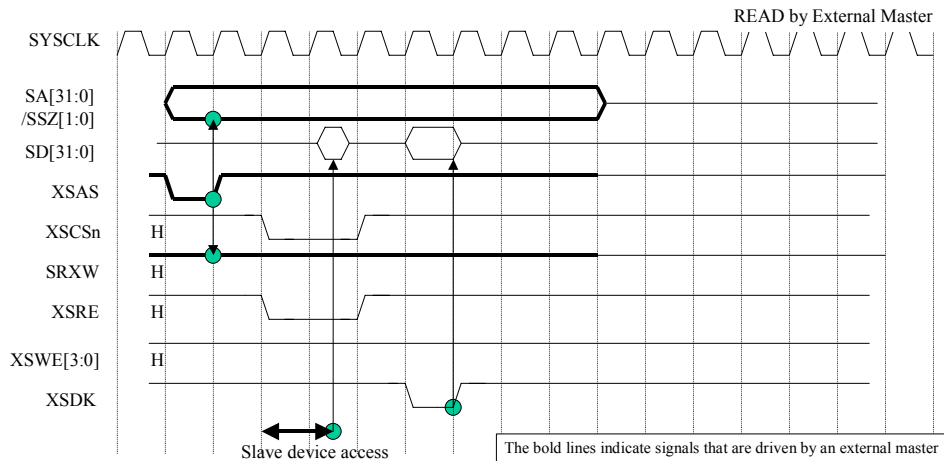 READ by External Master
SYSCLK
SA[31:0]
/SSZ[1:0]
SD[31:0]
XSAS
XSCSn
H
SRXW
H
XSRE
H
XSWE[3:0]
H
XSDK
Slave device access
The bold lines indicate signals that are driven by an external master